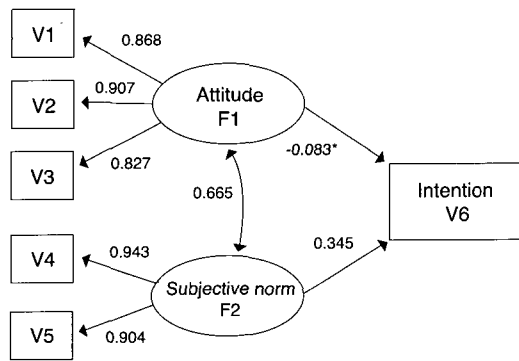 V1
0.868
V2
0.907
V3
0.827
Attitude
F1
-0.083*
0.665
Intention
V6
V4
0.943
V5
0.904
Subjective norm
F2
0.345